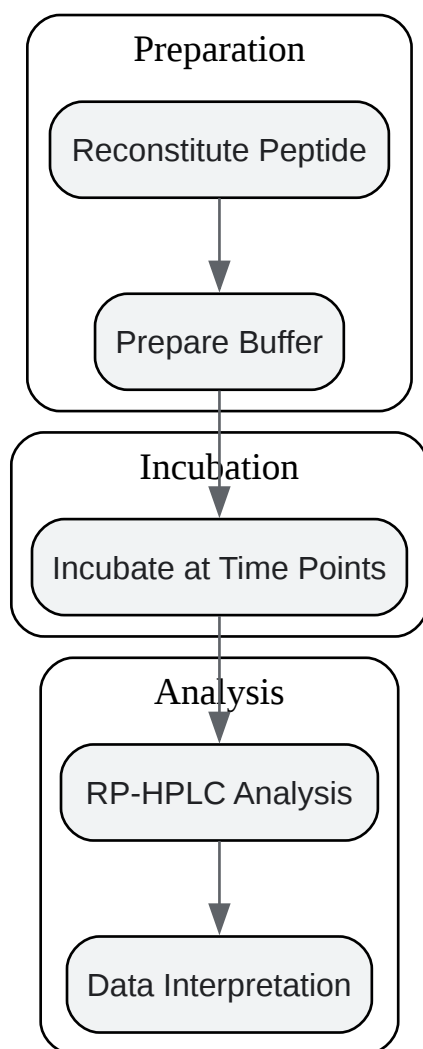 Preparation
Reconstitute Peptide
Prepare Buffer
Incubation
Incubate at Time Points
Analysis
RP-HPLC Analysis
Data Interpretation